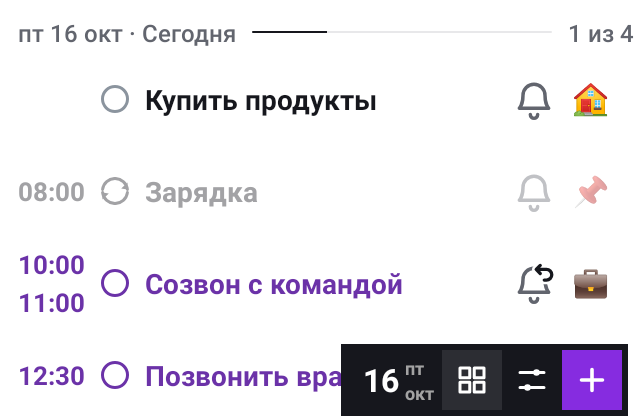 пт 16 окт · Сегодня
1 из 4
Купить продукты
08:00 Зарядка
10:00
11:00
Созвон с командой
12:30 Позвонить вра
16 пт
окт